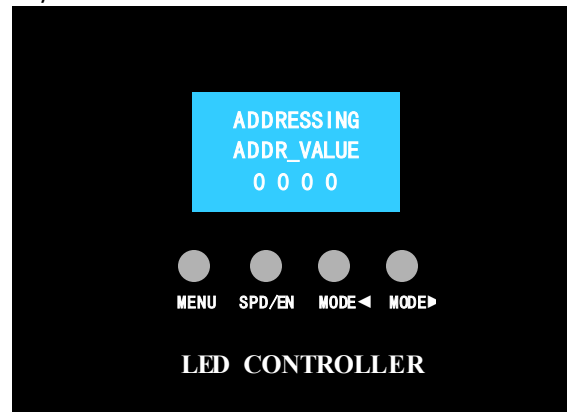 ADDRESSING
ADDR_VALUE
0 0 0 0
MENU SPD/EN MODE◄ MODE►
LED CONTROLLER